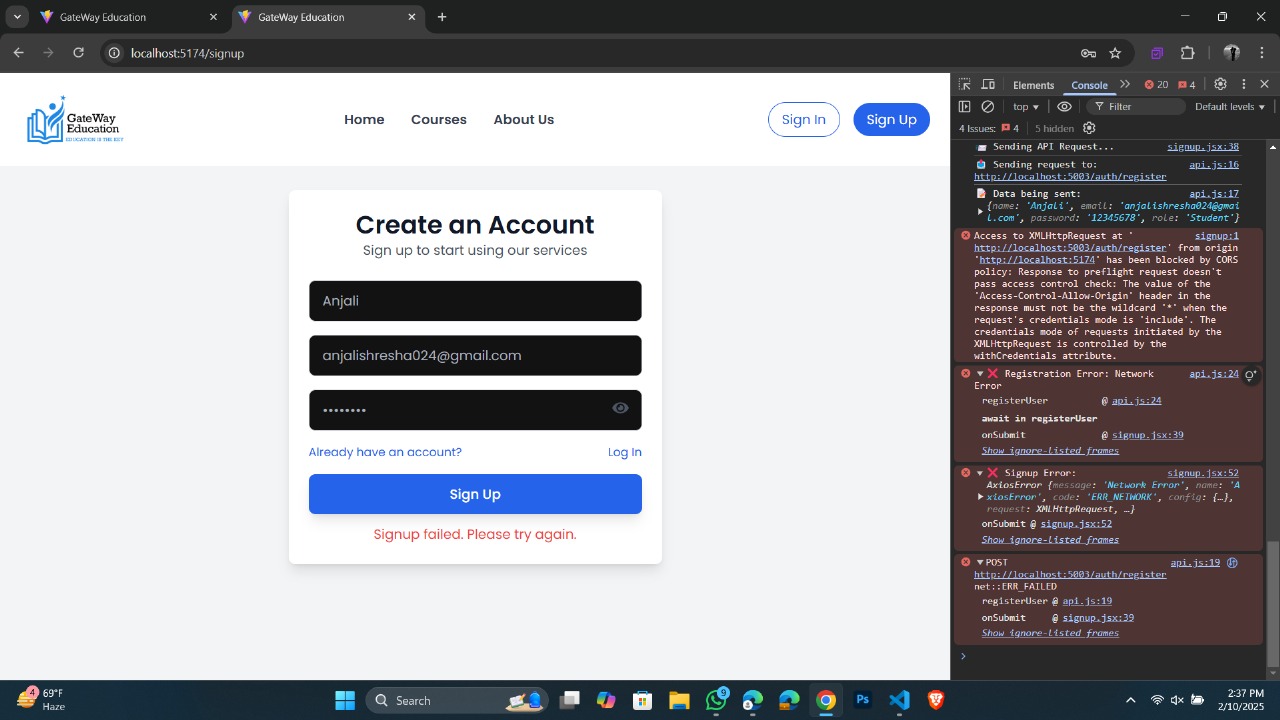 GateWay Education
GateWay Education
localhost:5174/signup
GateWay
Education
EDUCATION IS THE KEY
Home
Courses
About Us
Sign In
Sign Up
Create an Account
Sign up to start using our services
Anjali
anjalishresha024@gmail.com
••••••••
Already have an account?
Log In
Sign Up
Signup failed. Please try again.
Elements
Console
20
4
top
Filter
Default levels
4 Issues:
4
5 hidden
Sending API Request... signup.jsx:38
Sending request to: api.js:16
http://localhost:5003/auth/register
Data being sent: api.js:17
{name: 'Anjali', email: 'anjalishresha024@gmai
l.com', password: '12345678', role: 'Student'}
Access to XMLHttpRequest at ' signup:1
http://localhost:5003/auth/register' from origin
'http://localhost:5174' has been blocked by CORS
policy: Response to preflight request doesn't
pass access control check: The value of the
'Access-Control-Allow-Origin' header in the
response must not be the wildcard '*' when the
request's credentials mode is 'include'. The
credentials mode of requests initiated by the
XMLHttpRequest is controlled by the
withCredentials attribute.
❌ Registration Error: Network api.js:24
Error
registerUser @ api.js:24
await in registerUser
onSubmit @ signup.jsx:39
Show ignore-listed frames
❌ Signup Error: signup.jsx:52
AxiosError {message: 'Network Error', name: 'A
xiosError', code: 'ERR_NETWORK', config: {…},
request: XMLHttpRequest, …}
onSubmit @ signup.jsx:52
Show ignore-listed frames
POST api.js:19
http://localhost:5003/auth/register
net::ERR_FAILED
registerUser @ api.js:19
onSubmit @ signup.jsx:39
Show ignore-listed frames
4
69°F
Haze
Search
9
Ps
2:37 PM
2/10/2025